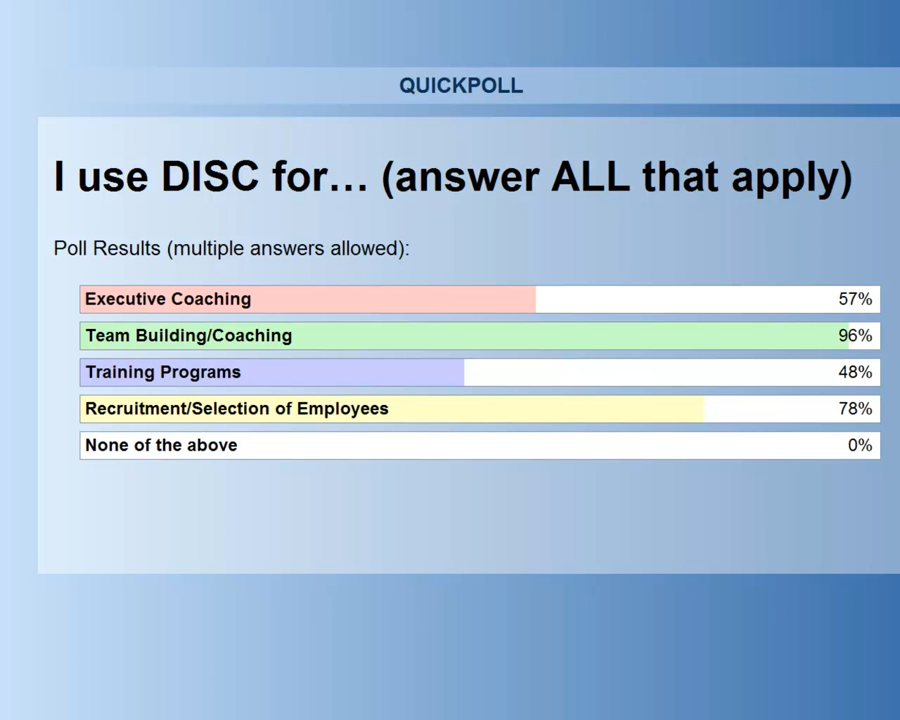 QUICKPOLL
I use DISC for… (answer ALL that apply)
Poll Results (multiple answers allowed):
Executive Coaching 57%
Team Building/Coaching 96%
Training Programs 48%
Recruitment/Selection of Employees 78%
None of the above 0%